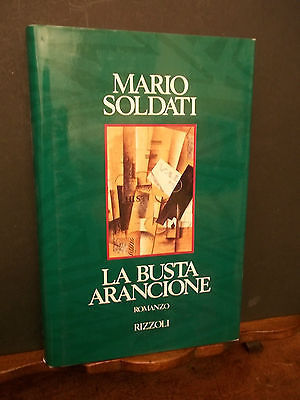 MARIO
SOLDATI
LA BUSTA
ARANCIONE
ROMANZO
RIZZOLI